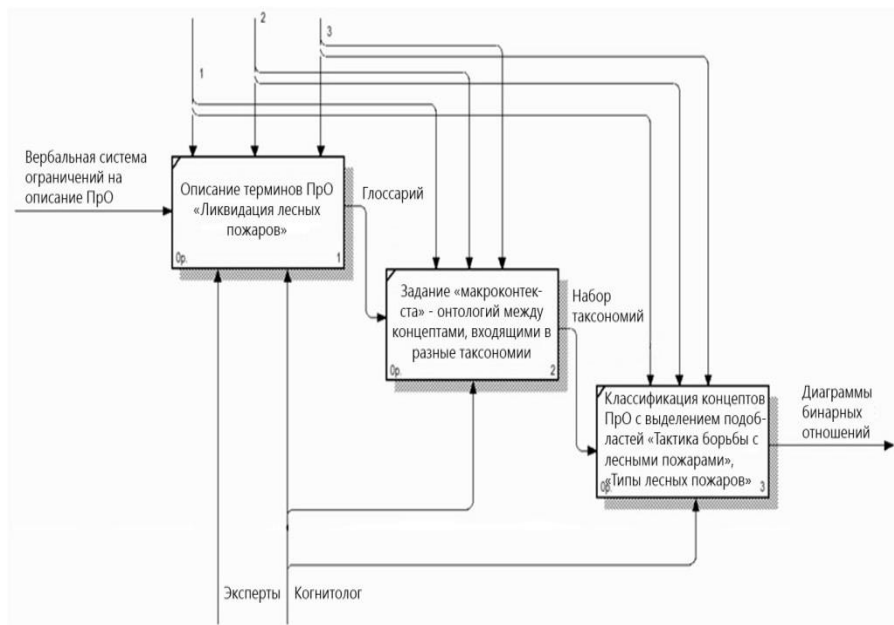 1
2
3
Вербальная система
ограничений на
описание ПрО
Описание терминов ПрО
«Ликвидация лесных
пожаров»
0р.
1
Глоссарий
Задание «макроконтек-
ста» - онтологий между
концептами, входящими в
разные таксономии
0р.
2
Набор
таксономий
Классификация концептов
ПрО с выделением подоб-
ластей «Тактика борьбы с
лесными пожарами»,
«Типы лесных пожаров»
0р.
3
Диаграммы
бинарных
отношений
Эксперты
Когнитолог